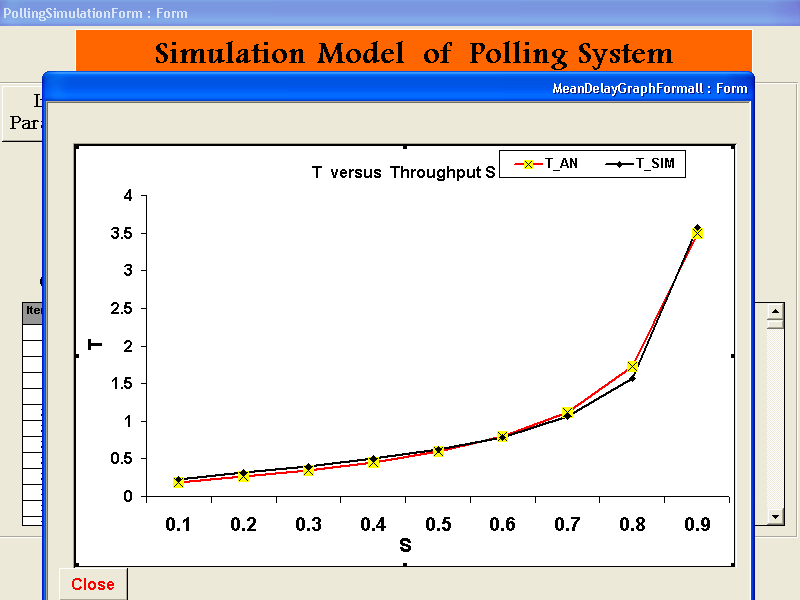 PollingSimulationForm : Form
Simulation Model of Polling System
MeanDelayGraphFormall : Form
Para
T versus Throughput S
T_AN T_SIM
4
3.5
3
2.5
2
1.5
1
0.5
0
T
0.1 0.2 0.3 0.4 0.5 0.6 0.7 0.8 0.9
S
Close